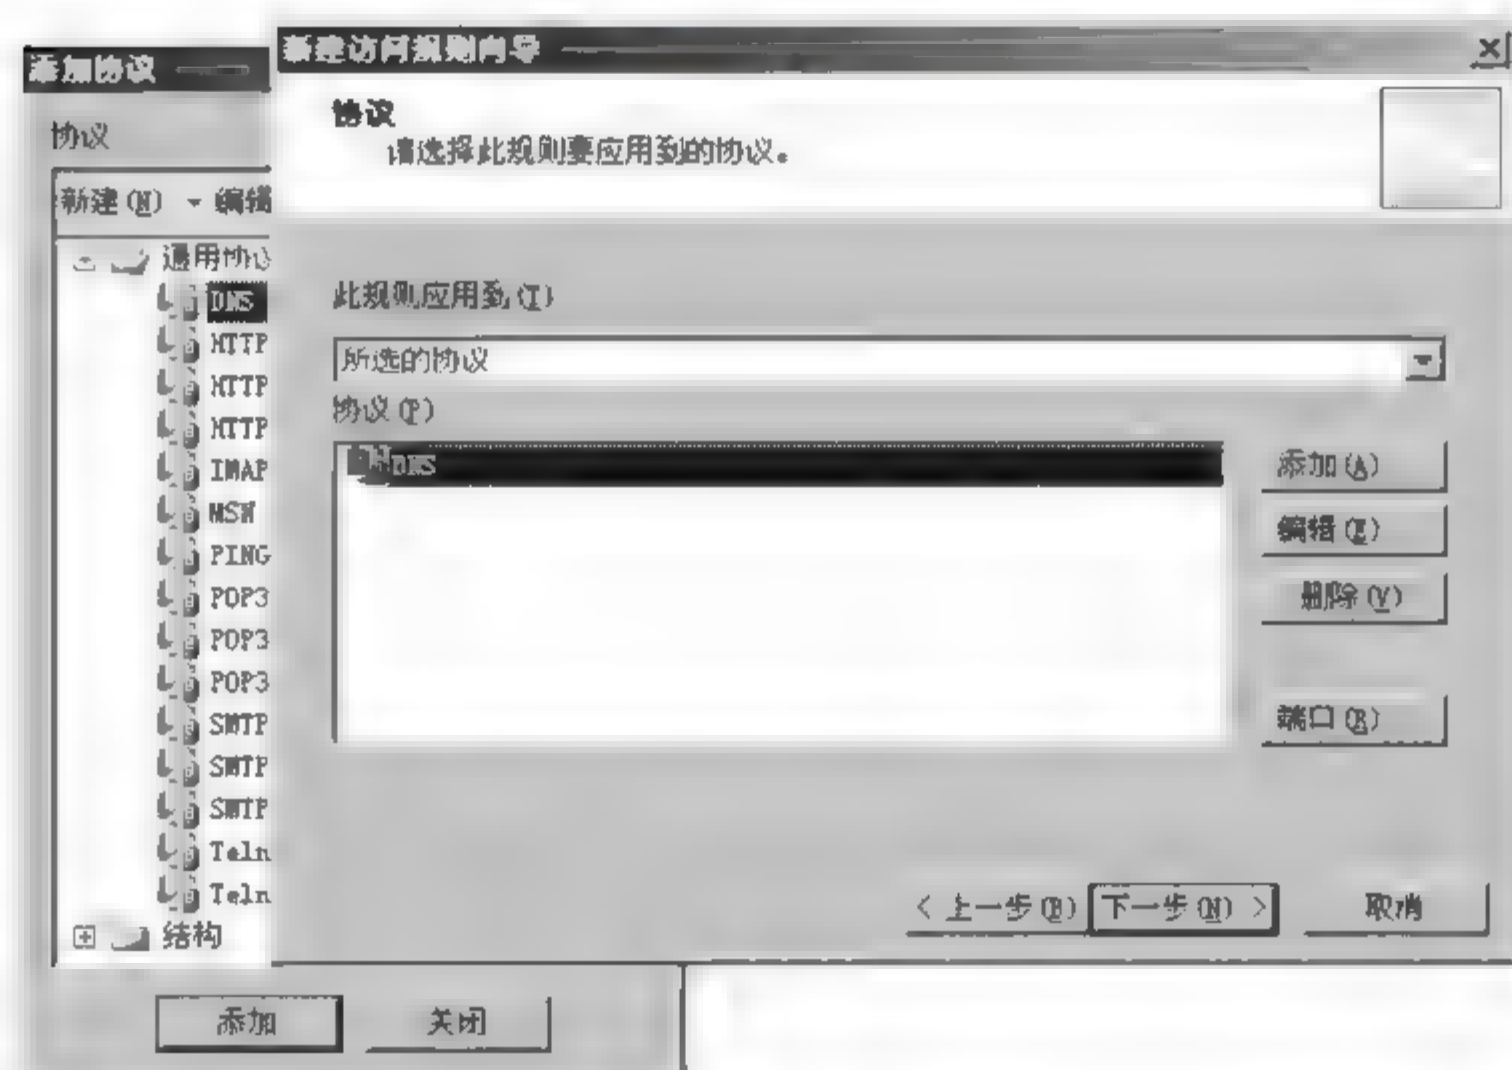 添加协议
协议
新建(N) 编辑
通用协议
DNS
HTTP
HTTP
HTTP
IMAP
MSN
PING
POP3
POP3
POP3
SMTP
SMTP
SMTP
Teln
Teln
结构
添加
关闭
新建访问规则向导
协议
请选择此规则要应用到的协议。
此规则应用到(T)
所选的协议
协议(P)
DNS
添加(A)
编辑(E)
删除(V)
端口(R)
< 上一步(B)
下一步(N) >
取消